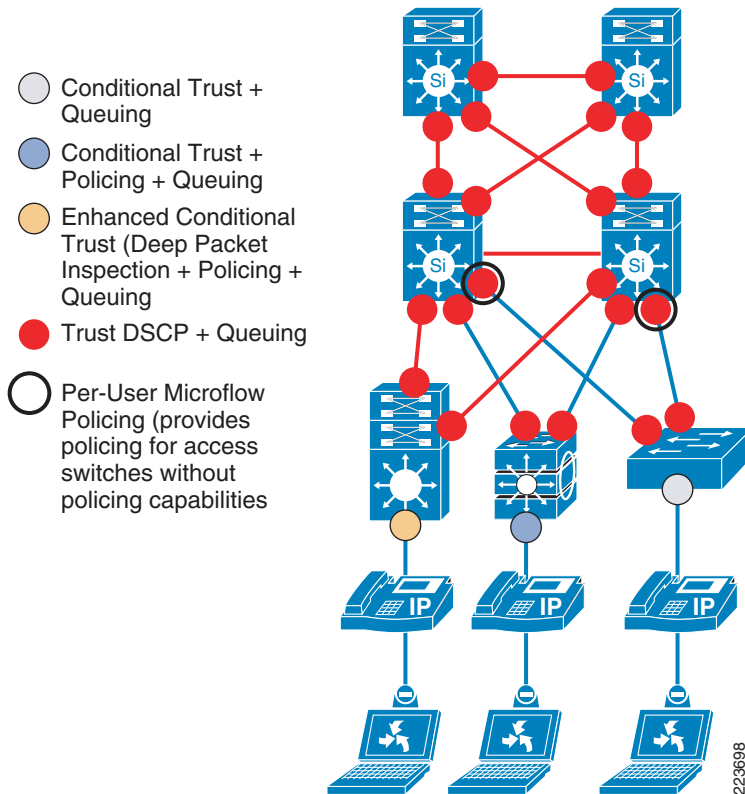 Conditional Trust +
Queuing
Conditional Trust +
Policing + Queuing
Enhanced Conditional
Trust (Deep Packet
Inspection + Policing +
Queuing
Trust DSCP + Queuing
Per-User Microflow
Policing (provides
policing for access
switches without
policing capabilities
Si
Si
Si
Si
IP
IP
IP
223698